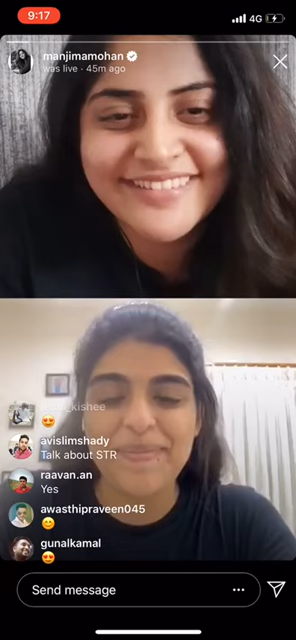 9:17
4G
manjimamohan
was live · 45m ago
kishee
😍
avislimshady
Talk about STR
raavan.an
Yes
awasthipraveen045
😊
gunalkamal
😍
Send message